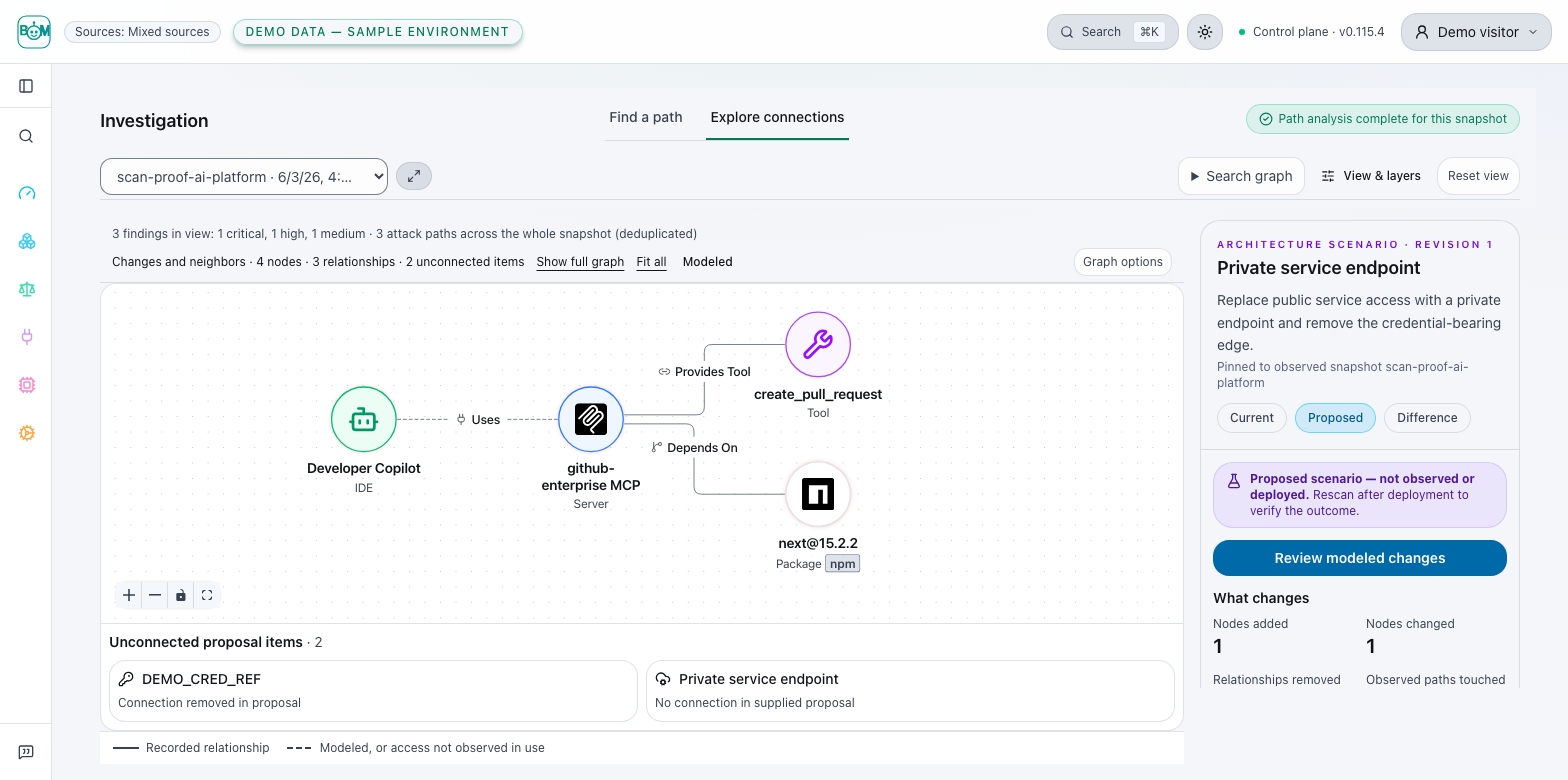 BOM
Sources: Mixed sources
DEMO DATA — SAMPLE ENVIRONMENT
Search ⌘K
Control plane · v0.115.4
Demo visitor
Investigation
Find a path
Explore connections
Path analysis complete for this snapshot
scan-proof-ai-platform · 6/3/26, 4:...
Search graph
View & layers
Reset view
3 findings in view: 1 critical, 1 high, 1 medium · 3 attack paths across the whole snapshot (deduplicated)
Changes and neighbors · 4 nodes · 3 relationships · 2 unconnected items Show full graph Fit all Modeled
Graph options
Developer Copilot
IDE
Uses
github-
enterprise MCP
Server
Provides Tool
create_pull_request
Tool
Depends On
next@15.2.2
Package npm
Unconnected proposal items · 2
DEMO_CRED_REF
Connection removed in proposal
Private service endpoint
No connection in supplied proposal
Recorded relationship
Modeled, or access not observed in use
ARCHITECTURE SCENARIO · REVISION 1
Private service endpoint
Replace public service access with a private
endpoint and remove the credential-bearing
edge.
Pinned to observed snapshot scan-proof-ai-
platform
Current
Proposed
Difference
Proposed scenario — not observed or
deployed. Rescan after deployment to
verify the outcome.
Review modeled changes
What changes
Nodes added
1
Nodes changed
1
Relationships removed
Observed paths touched